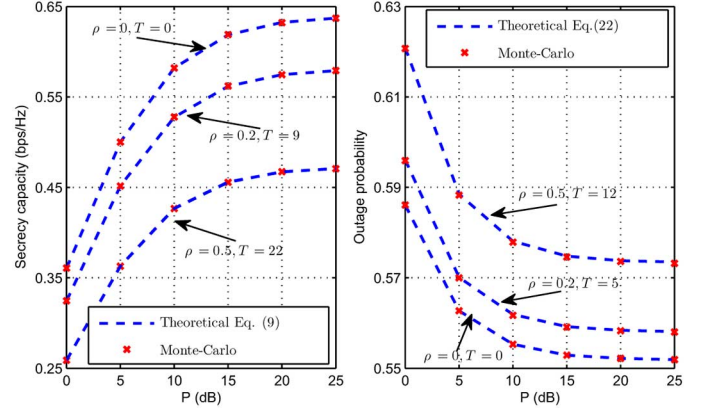 0.65
0.55
0.45
0.35
0.25
Secrecy capacity (bps/Hz)
ρ = 0, T = 0
ρ = 0.2, T = 9
ρ = 0.5, T = 22
Theoretical Eq. (9)
Monte-Carlo
0 5 10 15 20 25
P (dB)
0.63
0.61
0.59
0.57
0.55
Outage probability
Theoretical Eq.(22)
Monte-Carlo
ρ = 0.5, T = 12
ρ = 0.2, T = 5
ρ = 0, T = 0
0 5 10 15 20 25
P (dB)